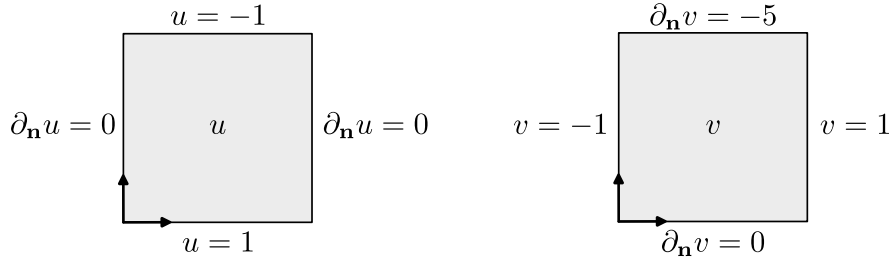 u = −1
∂ₙu = 0
u
∂ₙu = 0
u = 1
∂ₙv = −5
v = −1
v
v = 1
∂ₙv = 0